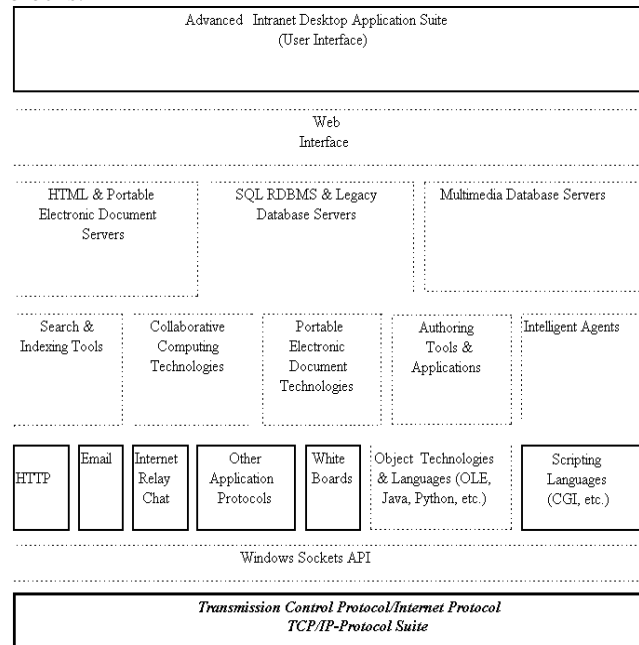 Advanced Intranet Desktop Application Suite
(User Interface)
Web
Interface
HTML & Portable
Electronic Document
Servers
SQL RDBMS & Legacy
Database Servers
Multimedia Database Servers
Search &
Indexing Tools
Collaborative
Computing
Technologies
Portable
Electronic
Document
Technologies
Authoring
Tools &
Applications
Intelligent Agents
HTTP
Email
Internet
Relay
Chat
Other
Application
Protocols
White
Boards
Object Technologies
& Languages (OLE,
Java, Python, etc.)
Scripting
Languages
(CGI, etc.)
Windows Sockets API
Transmission Control Protocol/Internet Protocol
TCP/IP-Protocol Suite